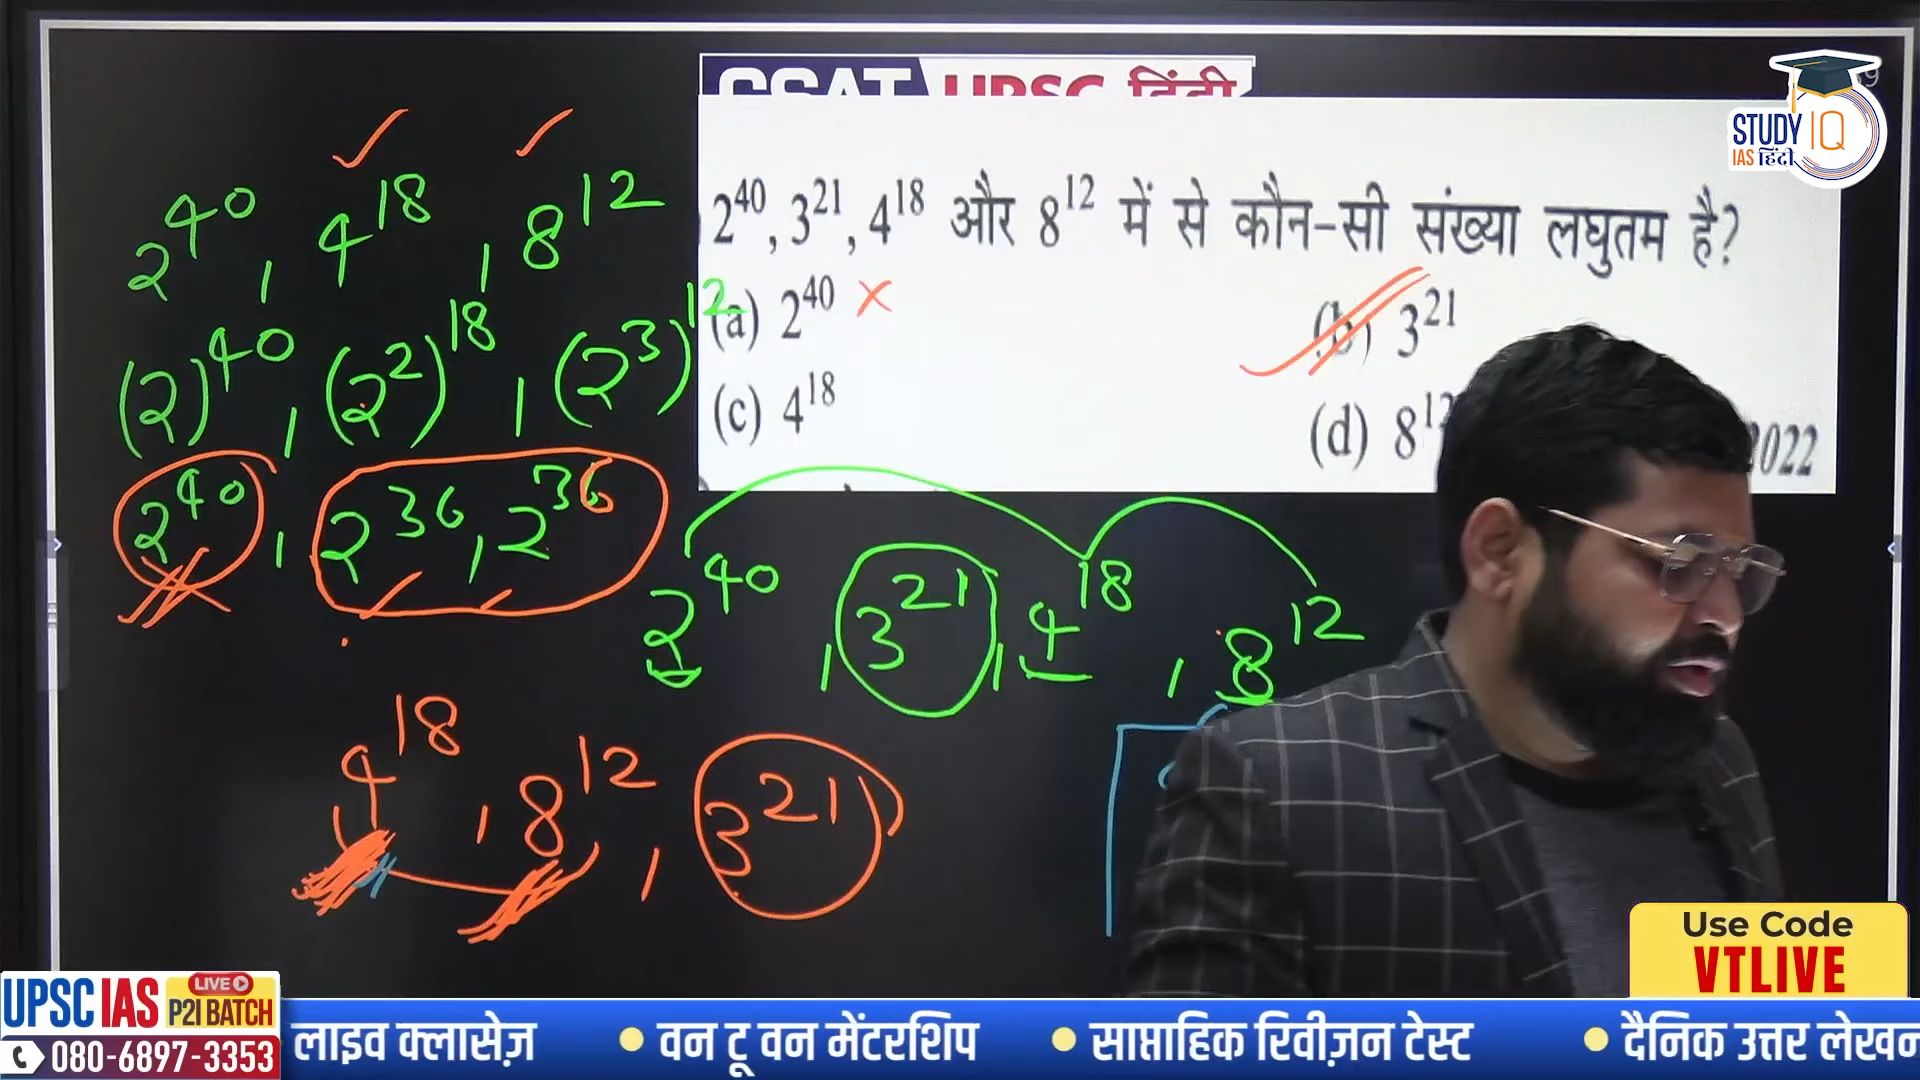 CSAT UPSC हिंदी
STUDY IQ
IAS हिंदी
2⁴⁰, 3²¹, 4¹⁸ और 8¹² में से कौन-सी संख्या लघुतम है?
(a) 2⁴⁰ ×
(b) 3²¹
(c) 4¹⁸
(d) 8¹²
2022
2⁴⁰, 4¹⁸, 8¹²
(2)⁴⁰, (2²)¹⁸, (2³)¹²
2⁴⁰, 2³⁶, 2³⁶
2⁴⁰, 3²¹, 4¹⁸, 8¹²
4¹⁸, 8¹², 3²¹
Use Code
VTLIVE
UPSC IAS LIVE
P2I BATCH
080-6897-3353
लाइव क्लासेज़ • वन टू वन मेंटरशिप • साप्ताहिक रिवीज़न टेस्ट • दैनिक उत्तर लेखन